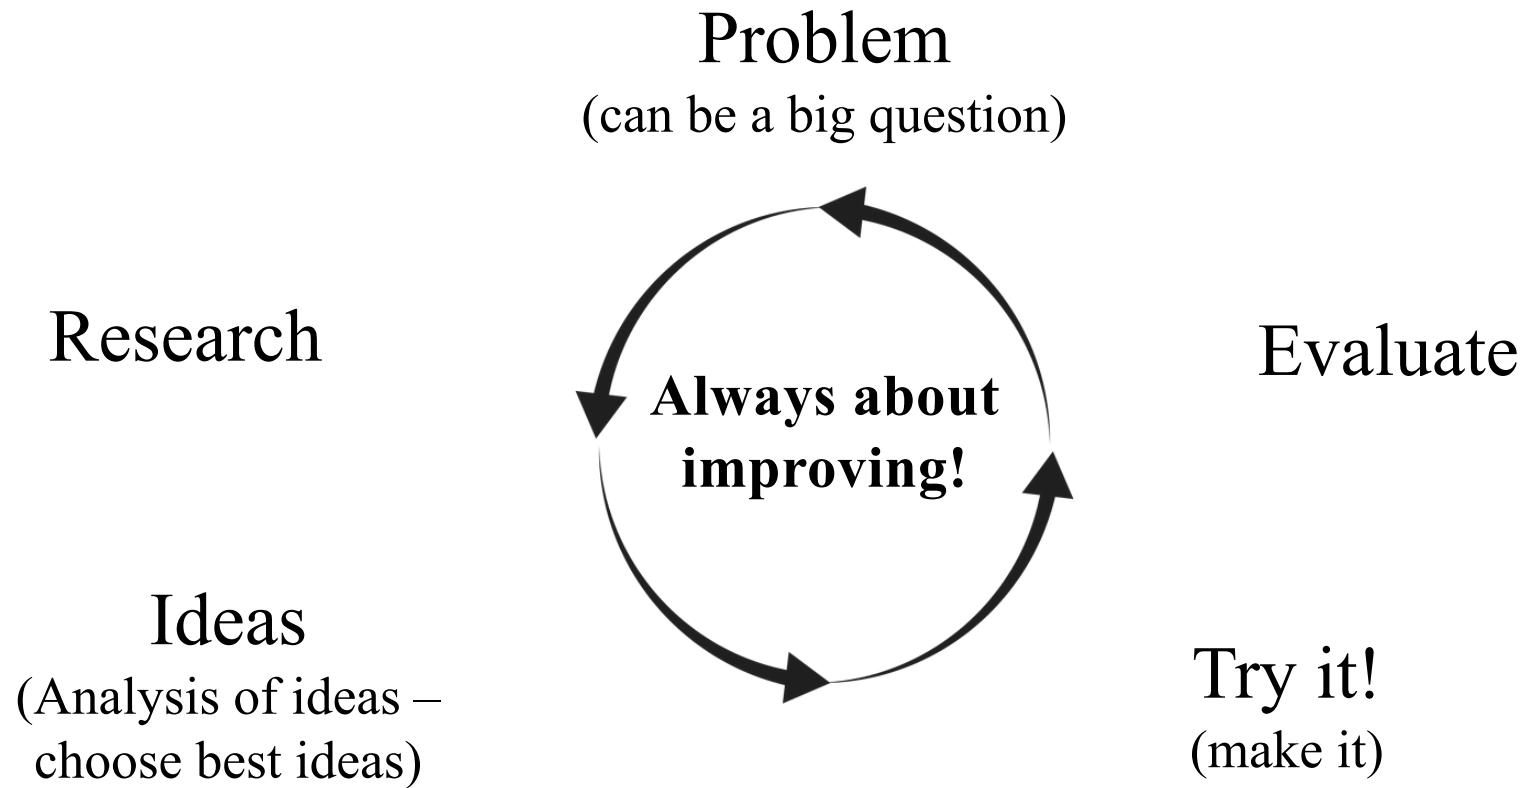 Problem
(can be a big question)
Research
Evaluate
Always about
improving!
Ideas
(Analysis of ideas –
choose best ideas)
Try it!
(make it)